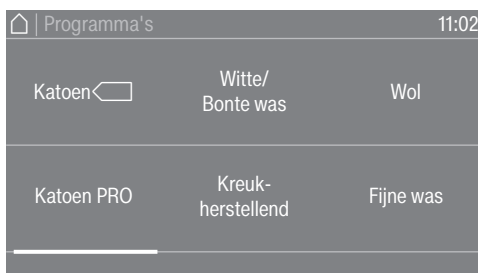 | Programma's
11:02
Katoen
Witte/
Bonte was
Wol
Katoen PRO
Kreuk-
herstellend
Fijne was